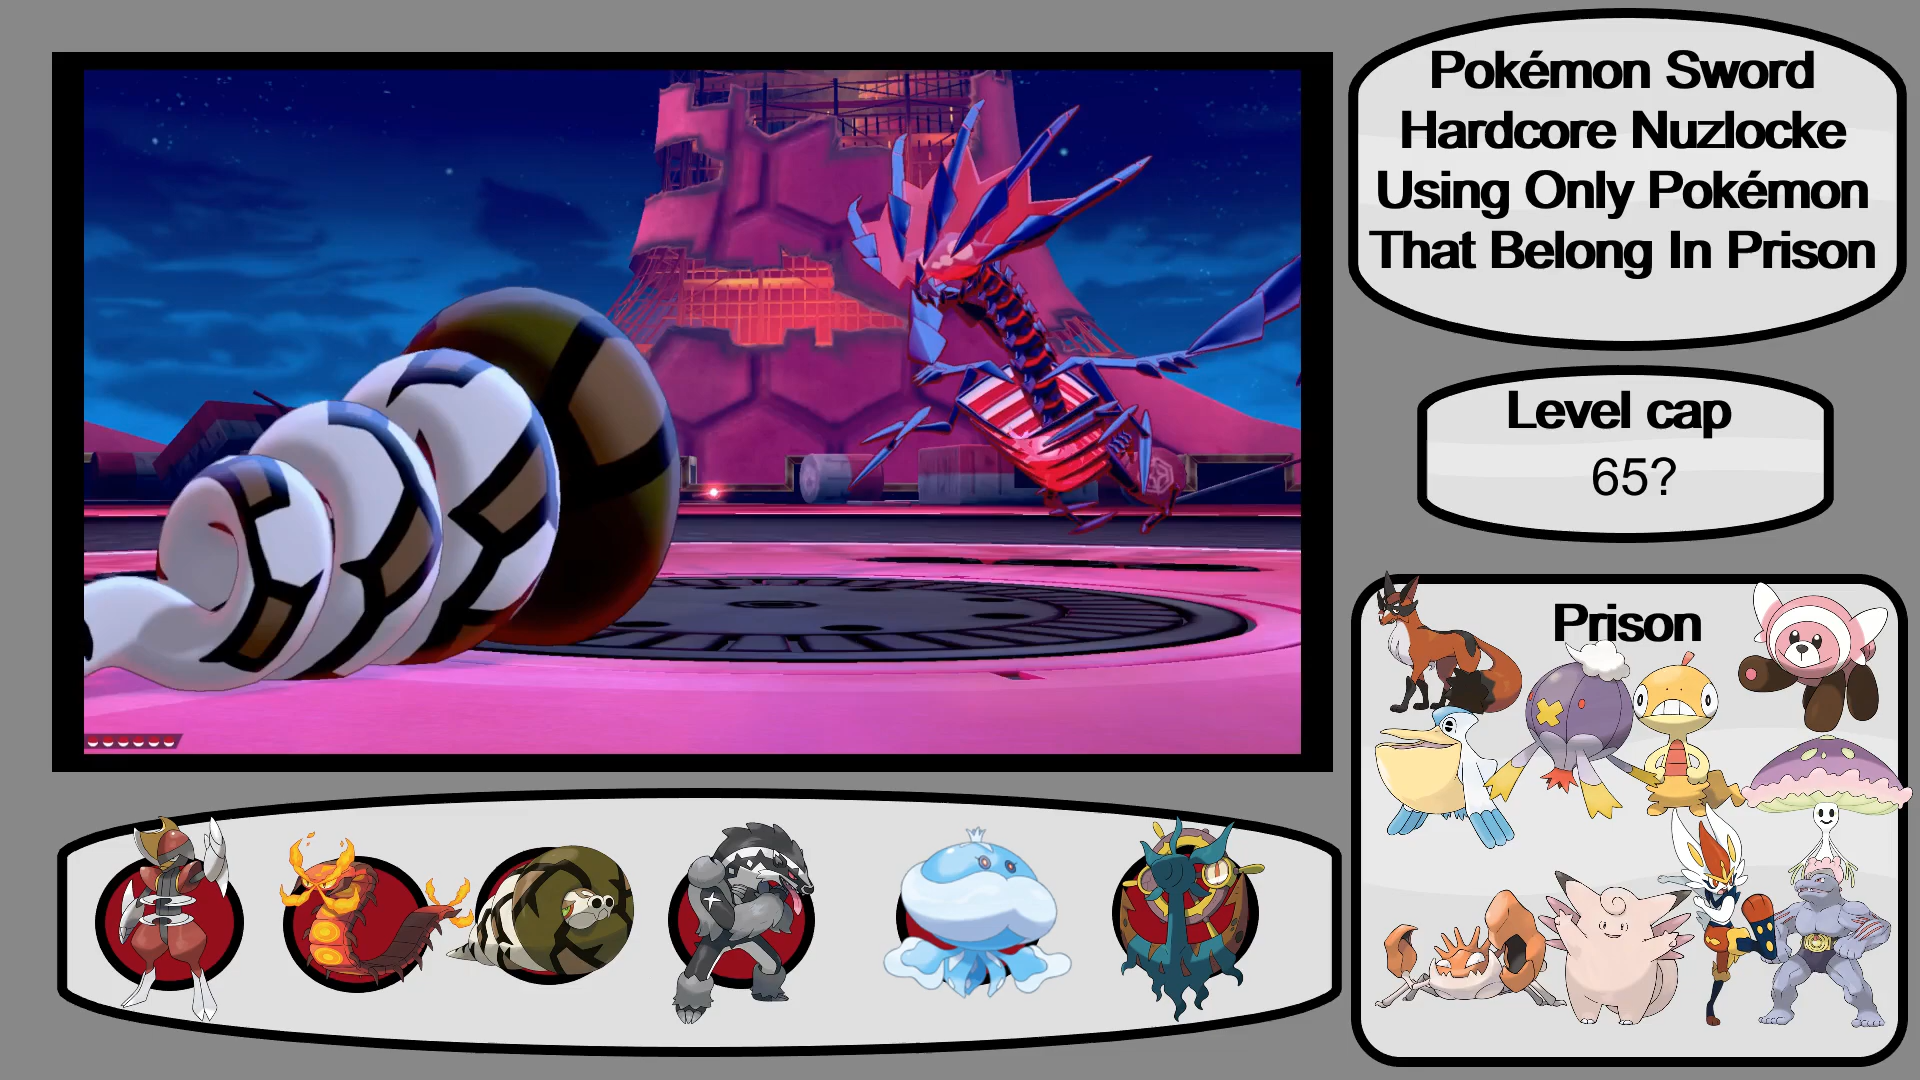 Pokémon Sword
Hardcore Nuzlocke
Using Only Pokémon
That Belong In Prison
Level cap
65?
Prison